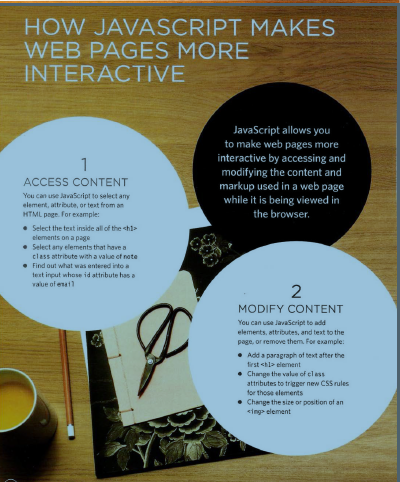 HOW JAVASCRIPT MAKES
WEB PAGES MORE
INTERACTIVE
JavaScript allows you
to make web pages more
interactive by accessing and
modifying the content and
markup used in a web page
while it is being viewed in
the browser.
1
ACCESS CONTENT
You can use JavaScript to select any
element, attribute, or text from an
HTML page. For example:
● Select the text inside all of the <h1>
elements on a page
● Select any elements that have a
class attribute with a value of note
● Find out what was entered into a
text input whose id attribute has a
value of email
2
MODIFY CONTENT
You can use JavaScript to add
elements, attributes, and text to the
page, or remove them. For example:
● Add a paragraph of text after the
first <h1> element
● Change the value of class
attributes to trigger new CSS rules
for those elements
● Change the size or position of an
<img> element